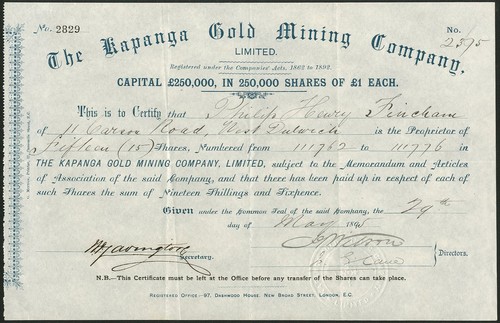 No. 2829
No. 2595
The Kapanga Gold Mining Company,
LIMITED.
Registered under the Companies' Acts, 1862 to 1892.
CAPITAL £250,000, IN 250,000 SHARES OF £1 EACH.
This is to Certify that Philip Henry Fincham
of 11 Carson Road, West Dulwich is the Proprietor of
Fifteen (15) Shares, Numbered from 111762 to 111776 in
THE KAPANGA GOLD MINING COMPANY, LIMITED, subject to the Memorandum and Articles
of Association of the said Company, and that there has been paid up in respect of each of
such Shares the sum of Nineteen Shillings and Sixpence.
Given under the Common Seal of the said Company, the 29th
day of May 189
Secretary.
Directors.
N.B.—This Certificate must be left at the Office before any transfer of the Shares can take place.
REGISTERED OFFICE:-97, DASHWOOD HOUSE, NEW BROAD STREET, LONDON, E.C.